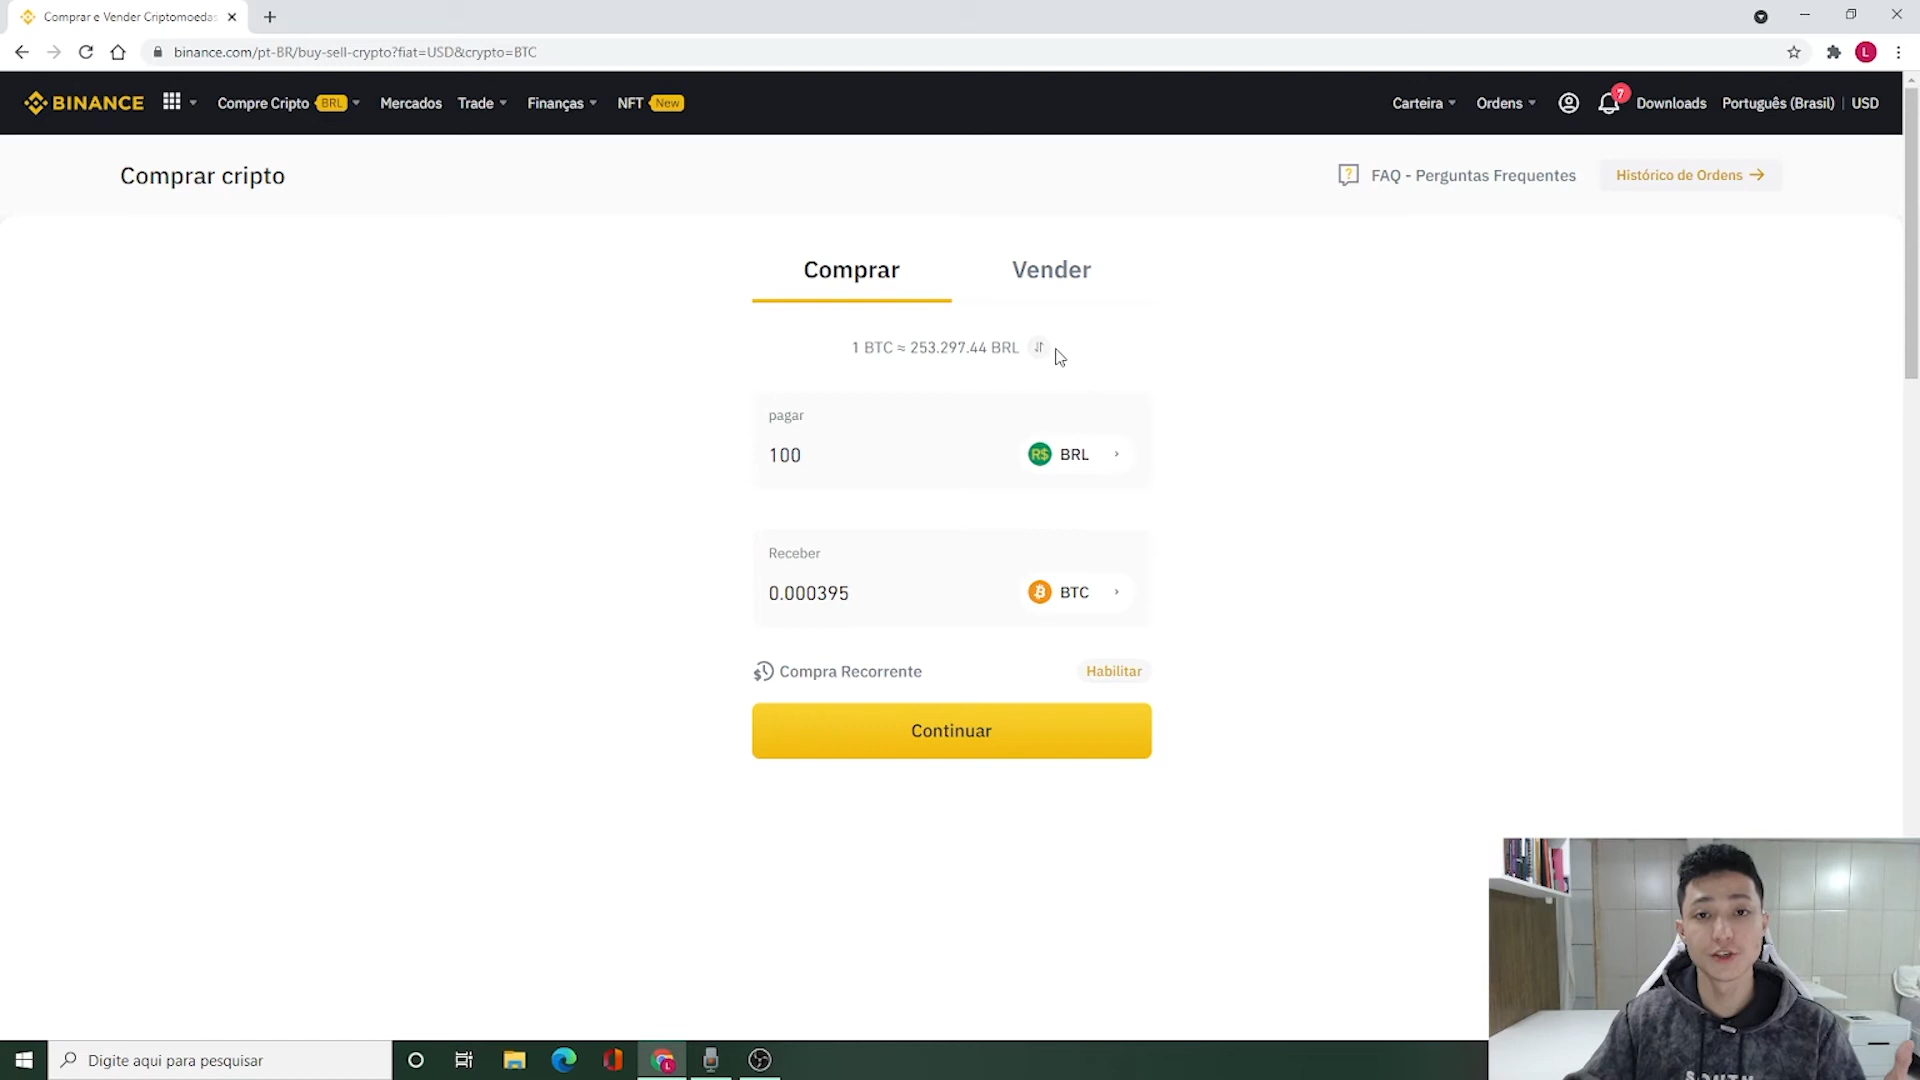 Comprar e Vender Criptomoedas
binance.com/pt-BR/buy-sell-crypto?fiat=USD&crypto=BTC
L
BINANCE
Compre Cripto BRL
Mercados
Trade
Finanças
NFT New
Carteira
Ordens
7
Downloads
Português (Brasil) | USD
Comprar cripto
FAQ - Perguntas Frequentes
Histórico de Ordens →
Comprar
Vender
1 BTC ≈ 253.297.44 BRL
pagar
100
R$ BRL
Receber
0.000395
BTC
Compra Recorrente
Habilitar
Continuar
Digite aqui para pesquisar